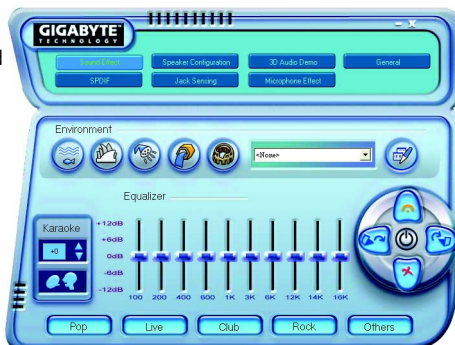 GIGABYTE™
TECHNOLOGY
Sound Effect
Speaker Configuration
3D Audio Demo
General
SPDIF
Jack Sensing
Microphone Effect
Environment
<None>
Equalizer
Karaoke
+0
+12dB
+6dB
0dB
-6dB
-12dB
100 200 400 600 1K 3K 6K 12K 14K 16K
Pop
Live
Club
Rock
Others